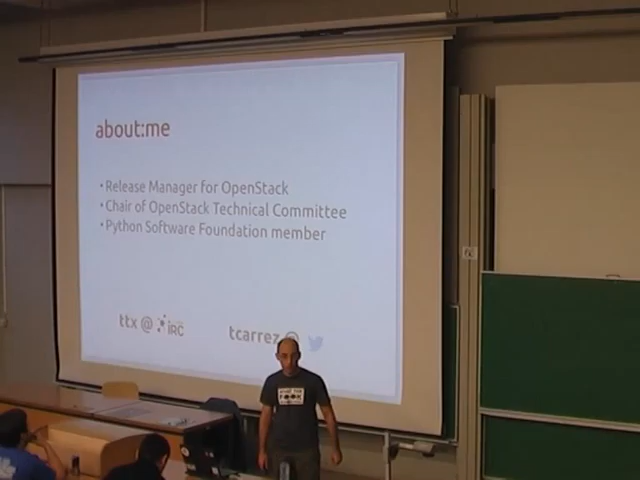 about:me
• Release Manager for OpenStack
• Chair of OpenStack Technical Committee
• Python Software Foundation member
ttx @ IRC
tcarrez @